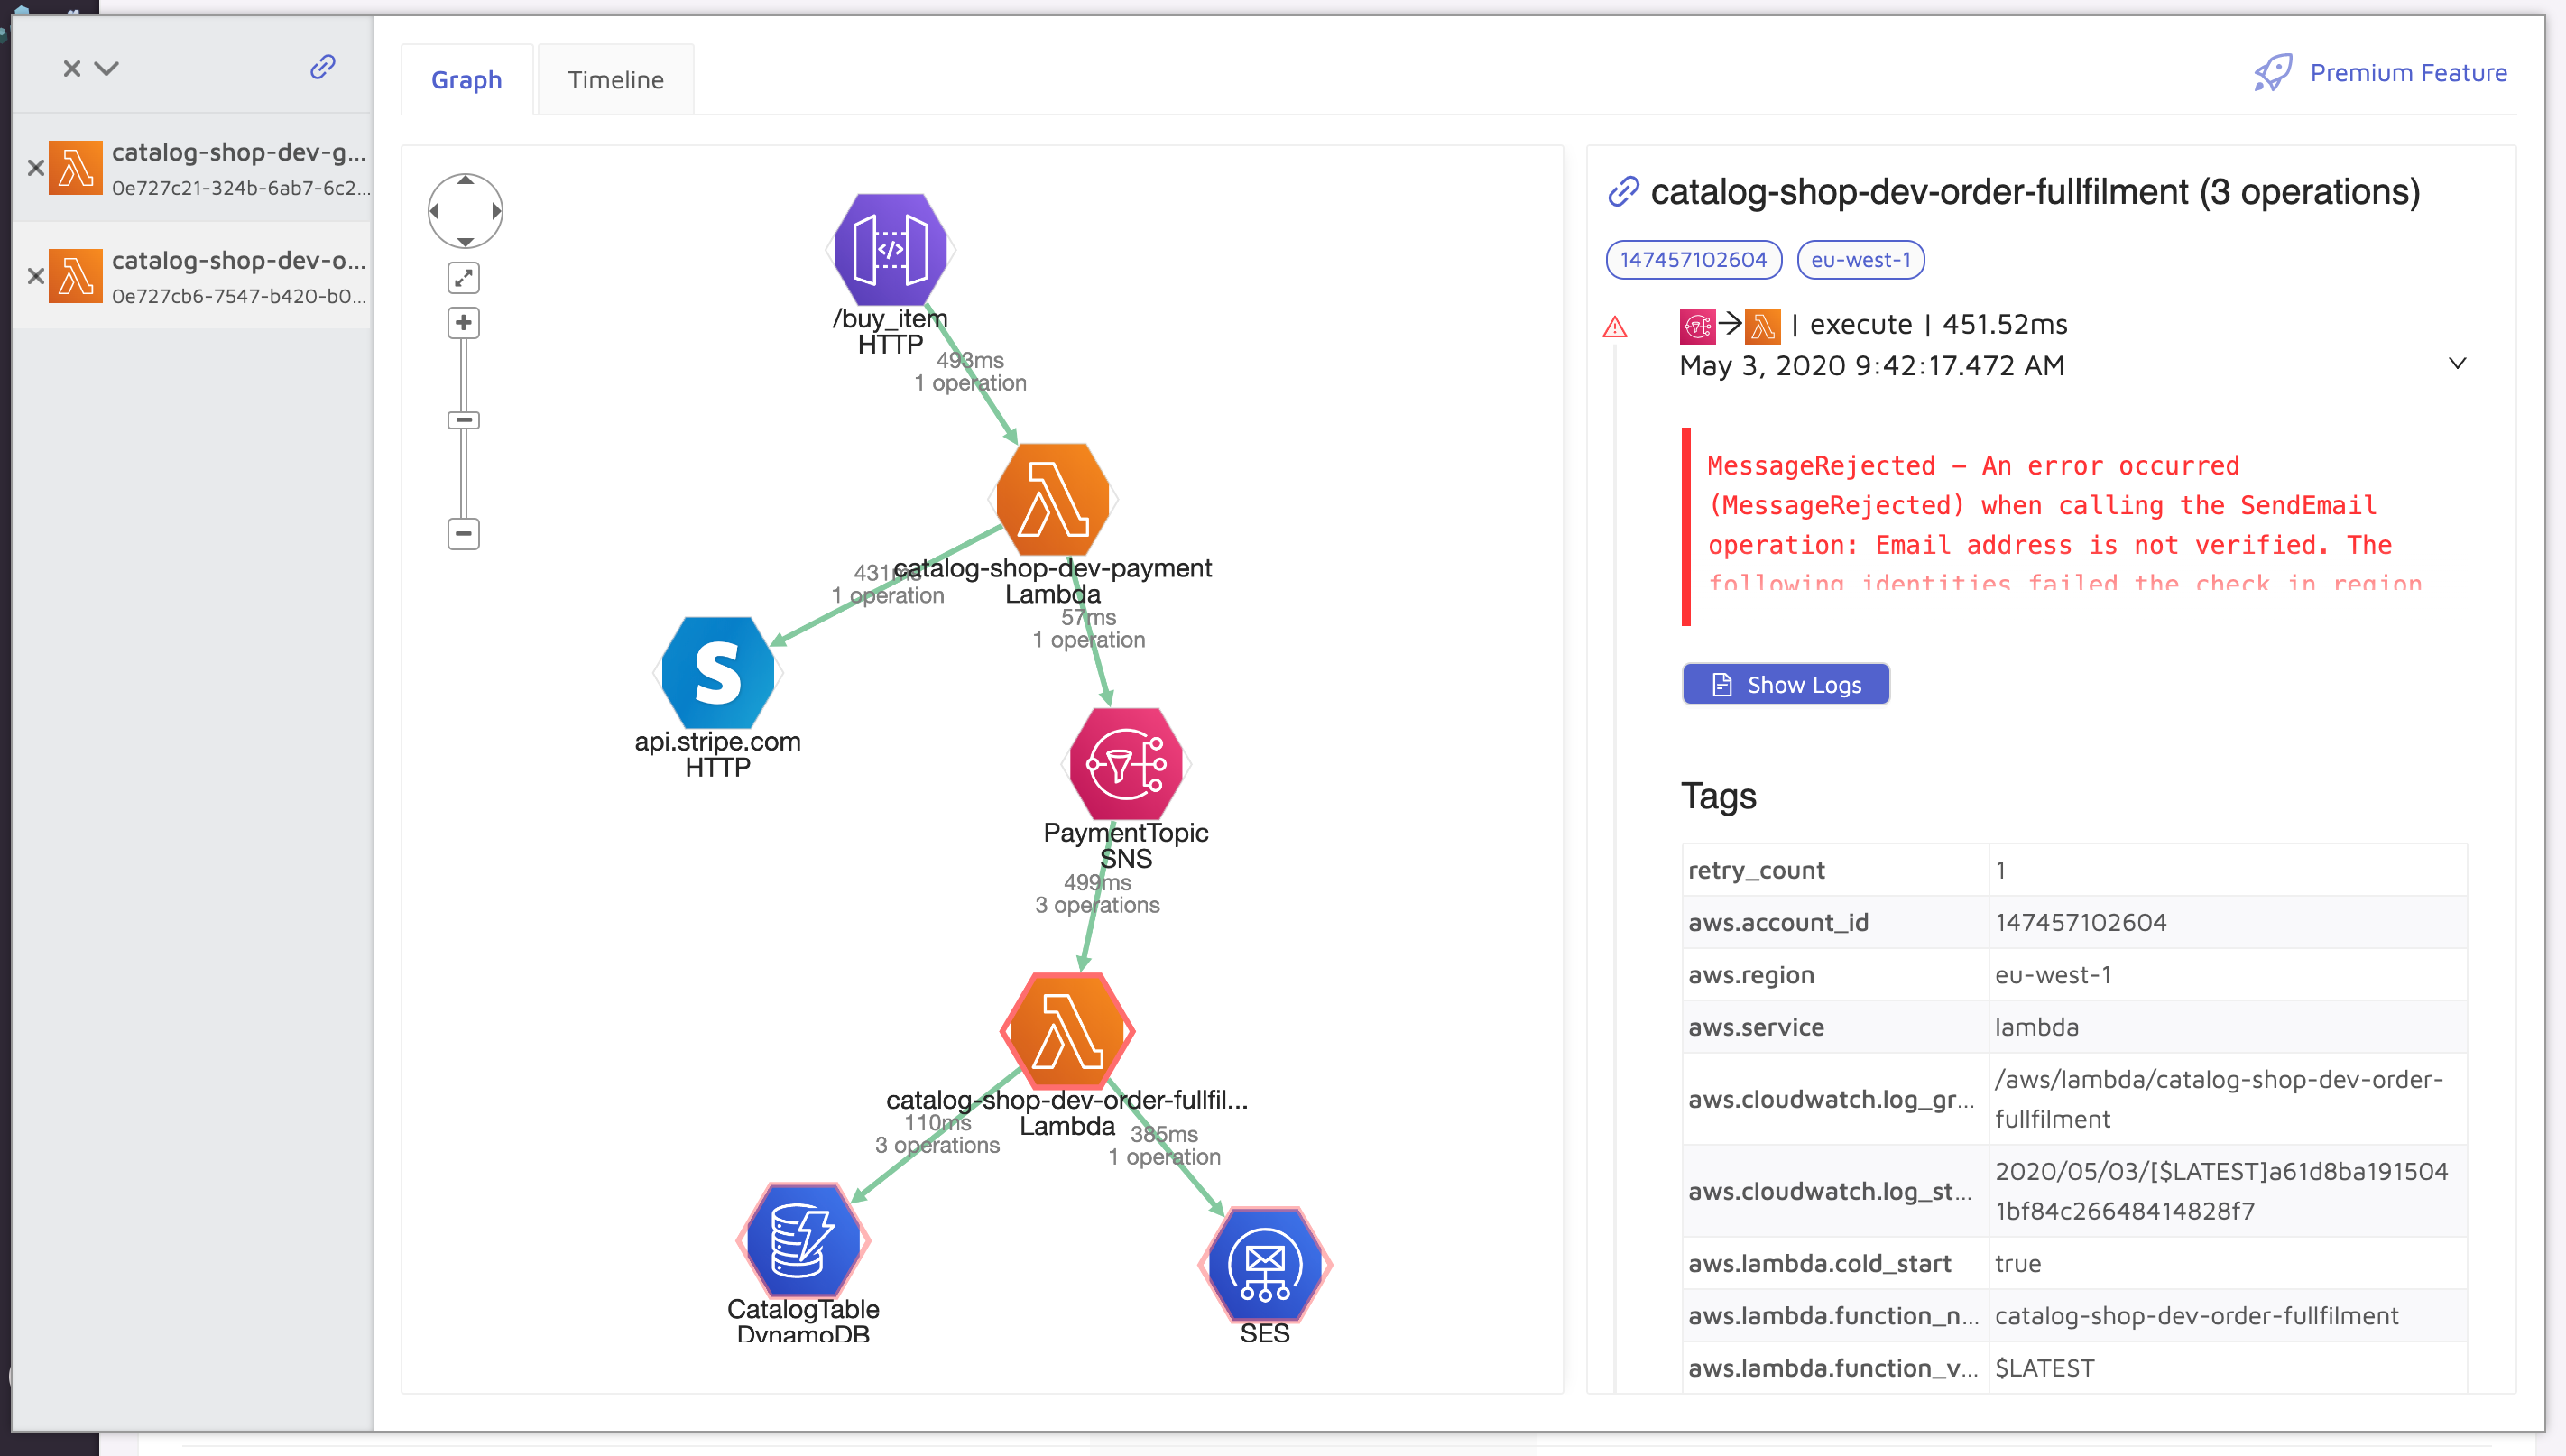 catalog-shop-dev-g...
0e727c21-324b-6ab7-6c2...
catalog-shop-dev-o...
0e727cb6-7547-b420-b0...
Graph
Timeline
Premium Feature
/buy_item
HTTP
493ms
1 operation
catalog-shop-dev-payment
Lambda
431ms
1 operation
57ms
1 operation
api.stripe.com
HTTP
PaymentTopic
SNS
499ms
3 operations
catalog-shop-dev-order-fullfil...
Lambda
110ms
3 operations
385ms
1 operation
CatalogTable
DynamoDB
SES
catalog-shop-dev-order-fullfilment (3 operations)
147457102604
eu-west-1
| execute | 451.52ms
May 3, 2020 9:42:17.472 AM
MessageRejected – An error occurred
(MessageRejected) when calling the SendEmail
operation: Email address is not verified. The
following identities failed the check in region
Show Logs
Tags
retry_count 1
aws.account_id 147457102604
aws.region eu-west-1
aws.service lambda
aws.cloudwatch.log_gr... /aws/lambda/catalog-shop-dev-order-
fullfilment
aws.cloudwatch.log_st... 2020/05/03/[$LATEST]a61d8ba191504
1bf84c26648414828f7
aws.lambda.cold_start true
aws.lambda.function_n... catalog-shop-dev-order-fullfilment
aws.lambda.function_v... $LATEST